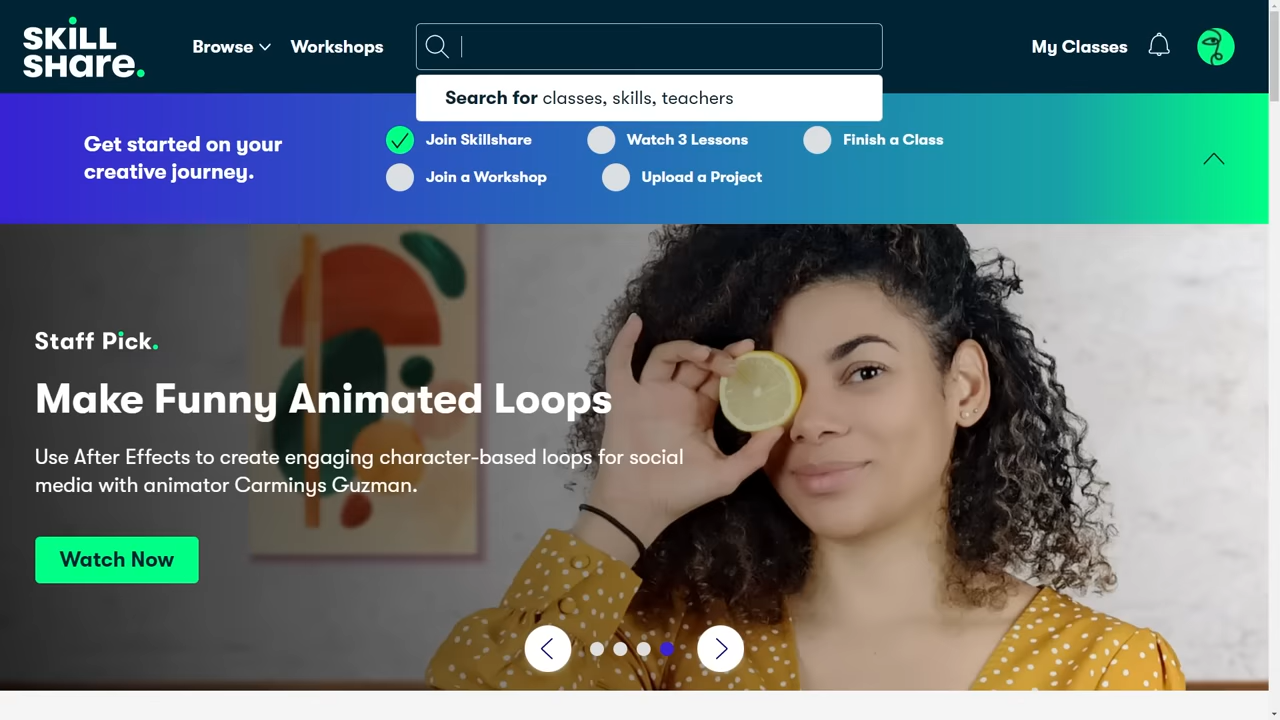 SKILL
SHARE.
Browse
Workshops
My Classes
Search for classes, skills, teachers
Get started on your
creative journey.
Join Skillshare
Watch 3 Lessons
Finish a Class
Join a Workshop
Upload a Project
Staff Pick.
Make Funny Animated Loops
Use After Effects to create engaging character-based loops for social
media with animator Carminys Guzman.
Watch Now